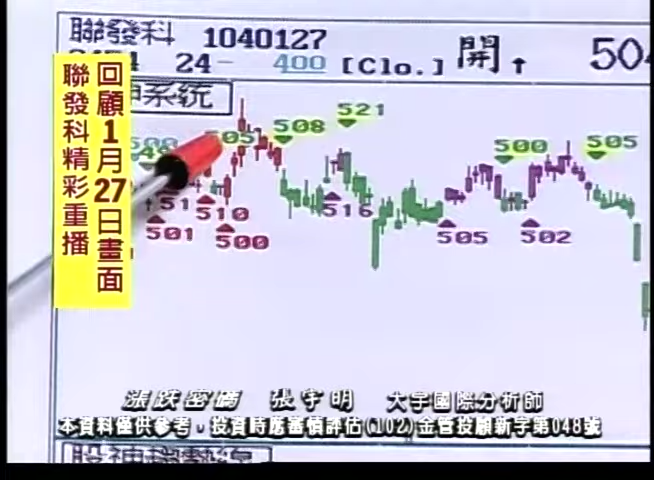 聯發科 1040127
24- 400 [Clo.] 開↑ 504
系統
回顧1月27日畫面
聯發科精彩重播
521
505 508
500 505
510 516
501 500
505 502
漲跌密碼 張宇明 大宇國際分析師
本資料僅供參考，投資時應審慎評估(102)金管投顧新字第048號